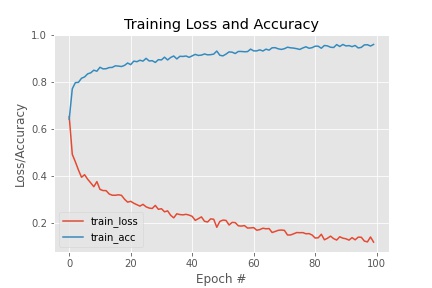 Training Loss and Accuracy
1.0
0.8
0.6
0.4
0.2
Loss/Accuracy
train_loss
train_acc
0 20 40 60 80 100
Epoch #